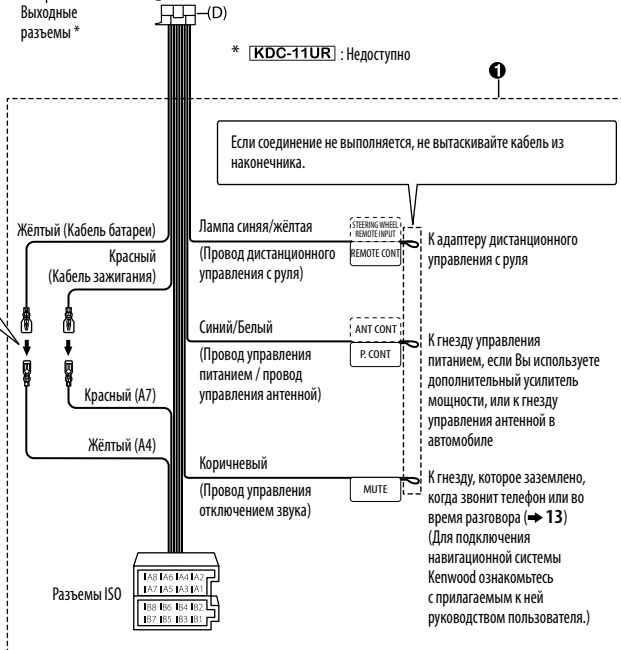 Выходные
разъемы *
(D)
* KDC-11UR : Недоступно
1
Если соединение не выполняется, не вытаскивайте кабель из
наконечника.
Жёлтый (Кабель батареи)
Красный
(Кабель зажигания)
Лампа синяя/жёлтая
(Провод дистанционного
управления с руля)
STEERING WHEEL
REMOTE INPUT
REMOTE CONT
К адаптеру дистанционного
управления с руля
Синий/Белый
(Провод управления
питанием / провод
управления антенной)
ANT CONT
P. CONT
К гнезду управления
питанием, если Вы используете
дополнительный усилитель
мощности, или к гнезду
управления антенной в
автомобиле
Красный (A7)
Жёлтый (A4)
Коричневый
(Провод управления
отключением звука)
MUTE
К гнезду, которое заземлено,
когда звонит телефон или во
время разговора (➡ 13)
(Для подключения
навигационной системы
Kenwood ознакомьтесь
с прилагаемым к ней
руководством пользователя.)
Разъемы ISO
A8 A6 A4 A2
A7 A5 A3 A1
B8 B6 B4 B2
B7 B5 B3 B1